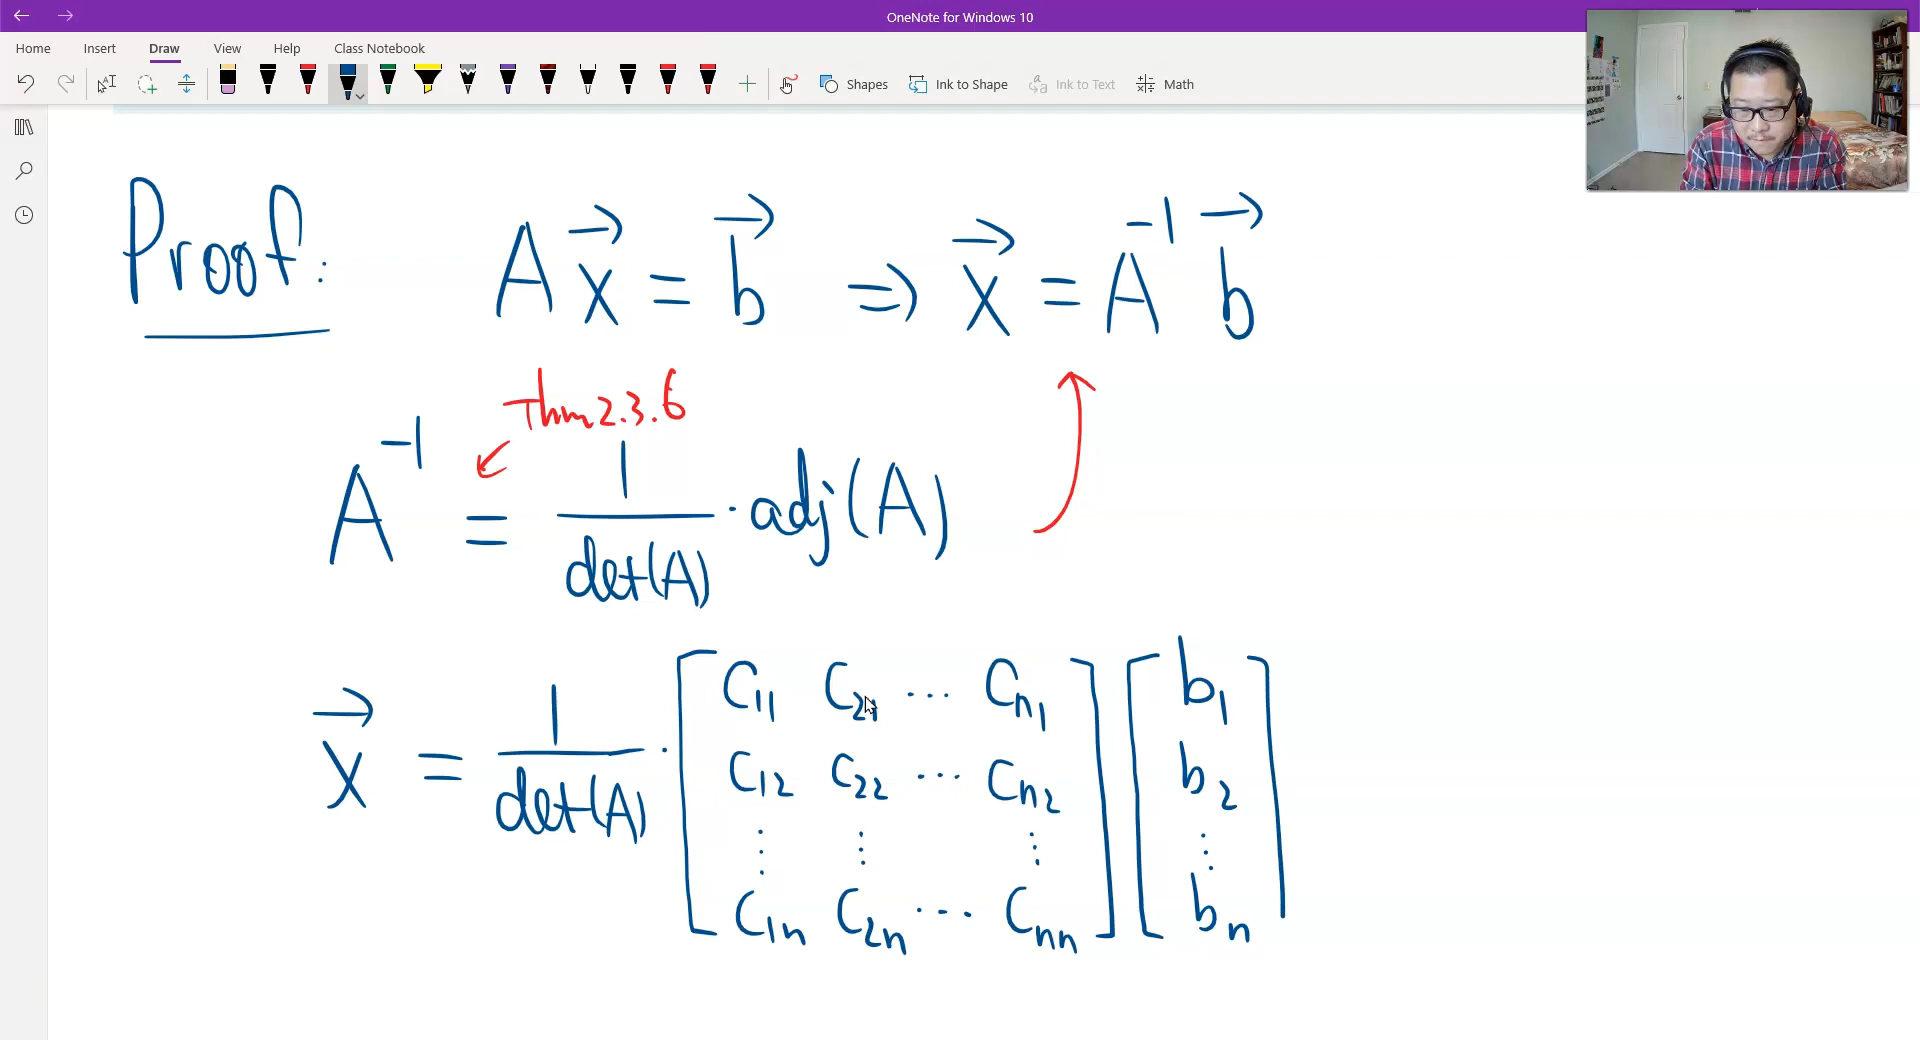 OneNote for Windows 10
Home Insert Draw View Help Class Notebook
Shapes Ink to Shape Ink to Text Math
Proof: A x⃗ = b⃗ ⇒ x⃗ = A⁻¹ b⃗
Thm 2.3.6
A⁻¹ = 1/det(A) · adj(A)
x⃗ = 1/det(A) · [C₁₁ C₂₁ ⋯ Cₙ₁] [b₁]
C₁₂ C₂₂ ⋯ Cₙ₂ b₂
⋮ ⋮ ⋮ ⋮
C₁ₙ C₂ₙ ⋯ Cₙₙ bₙ